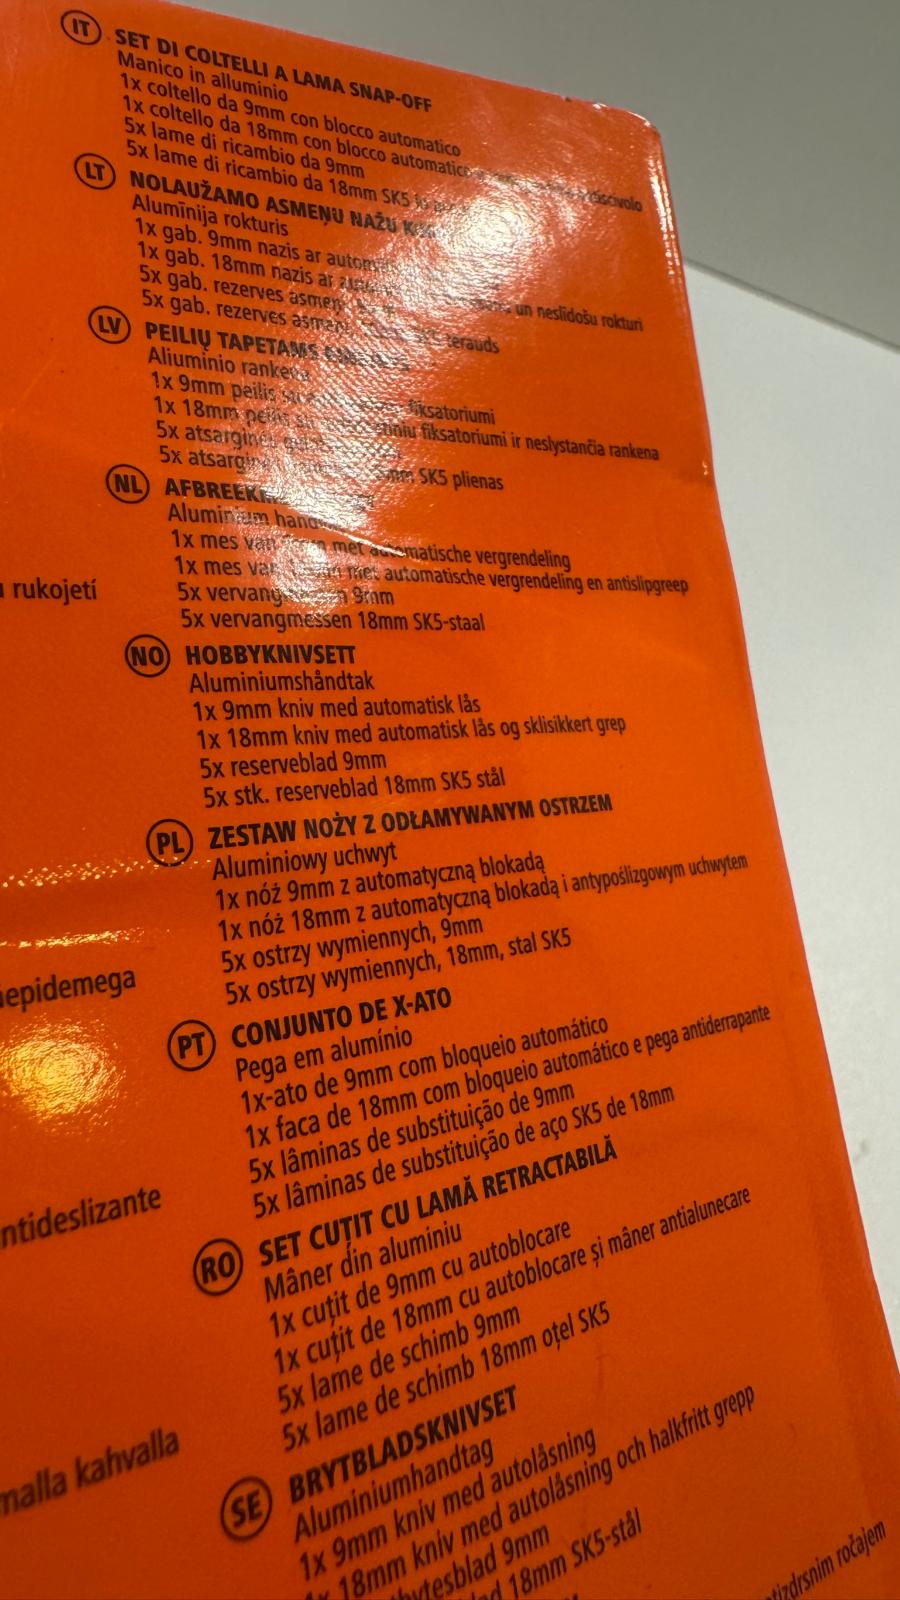 IT SET DI COLTELLI A LAMA SNAP-OFF
Manico in alluminio
1x coltello da 9mm con blocco automatico
1x coltello da 18mm con blocco automatico antiscivolo
5x lame di ricambio da 9mm
5x lame di ricambio da 18mm SK5
LT NOLAUŽAMO ASMEŅU NAŽU
Alumīnija rokturis
1x gab. 9mm nazis ar
1x gab. 18mm nazis ar un neslīdošu rokturi
5x gab. rezerves asmeņi
5x gab. rezerves asmeņi SK5 tērauds
LV PEILIŲ TAPETAMS
Aliuminio rankena
1x 9mm peilis su fiksatoriumi
1x 18mm peilis su fiksatoriumi ir neslystančia rankena
5x
5x SK5 plienas
NL
Aluminium
1x mes van met automatische vergrendeling
1x mes van met automatische vergrendeling en antislipgreep
5x 9mm
5x vervangmessen 18mm SK5-staal
NO HOBBYKNIVSETT
Aluminiumshåndtak
1x 9mm kniv med automatisk lås
1x 18mm kniv med automatisk lås og sklisikkert grep
5x reserveblad 9mm
5x stk. reserveblad 18mm SK5 stål
PL ZESTAW NOŻY Z ODŁAMYWANYM OSTRZEM
Aluminiowy uchwyt
1x nóż 9mm z automatyczną blokadą
1x nóż 18mm z automatyczną blokadą i antypoślizgowym uchwytem
5x ostrzy wymiennych, 9mm
5x ostrzy wymiennych, 18mm, stal SK5
PT CONJUNTO DE X-ATO
Pega em alumínio
1x-ato de 9mm com bloqueio automático
1x faca de 18mm com bloqueio automático e pega antiderrapante
5x lâminas de substituição de 9mm
5x lâminas de substituição de aço SK5 de 18mm
RO SET CUȚIT CU LAMĂ RETRACTABILĂ
Mâner din aluminiu
1x cuțit de 9mm cu autoblocare
1x cuțit de 18mm cu autoblocare și mâner antialunecare
5x lame de schimb 9mm
5x lame de schimb 18mm oțel SK5
SE BRYTBLADSKNIVSET
Aluminiumhandtag
1x 9mm kniv med autolåsning
1x 18mm kniv med autolåsning och halkfritt grepp
9mm
18mm SK5-stål
ročajem
rukojetí
kahvalla